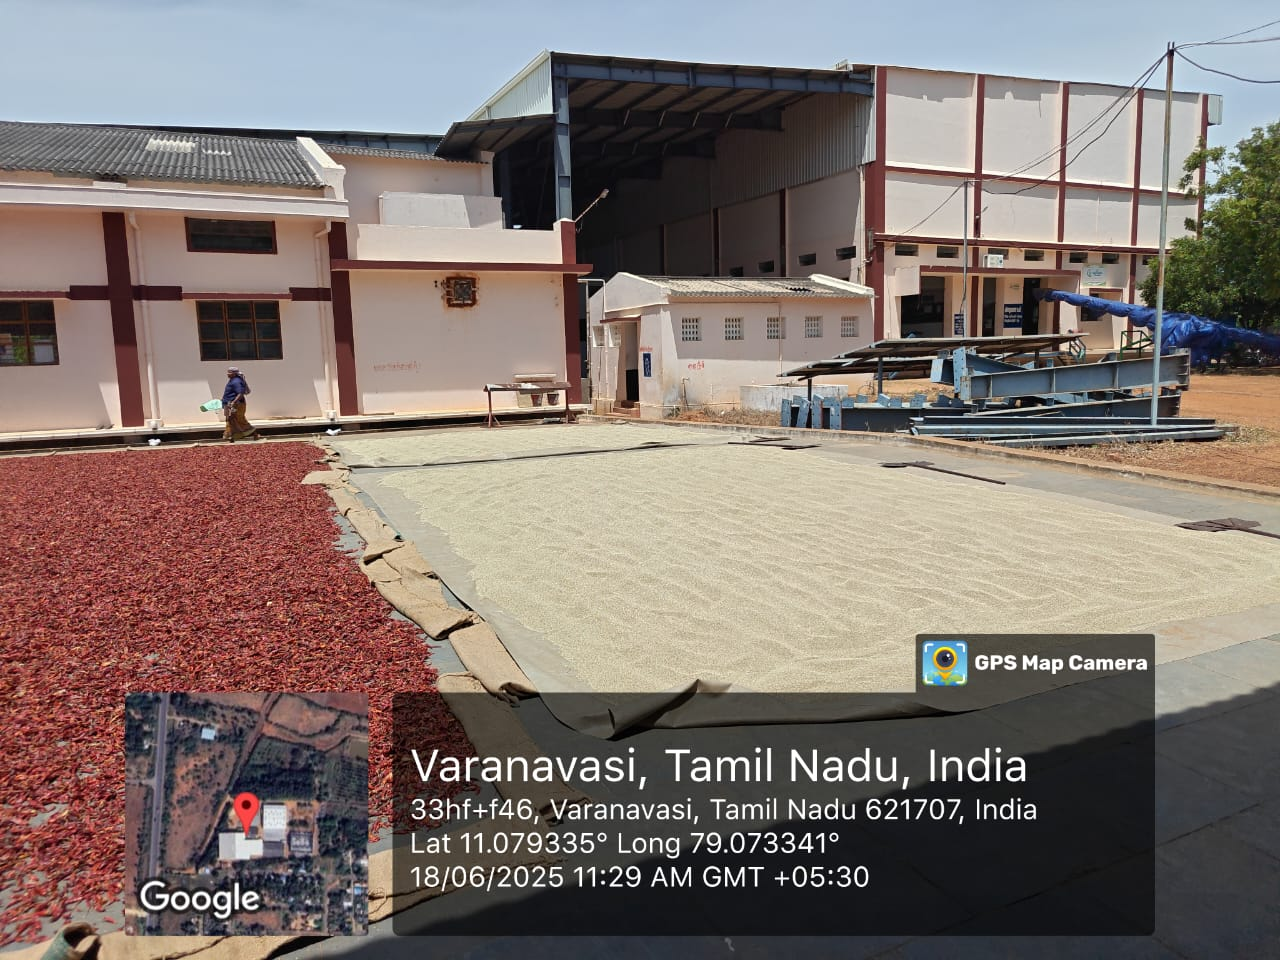 GPS Map Camera
Varanavasi, Tamil Nadu, India
33hf+f46, Varanavasi, Tamil Nadu 621707, India
Lat 11.079335° Long 79.073341°
18/06/2025 11:29 AM GMT +05:30
Google